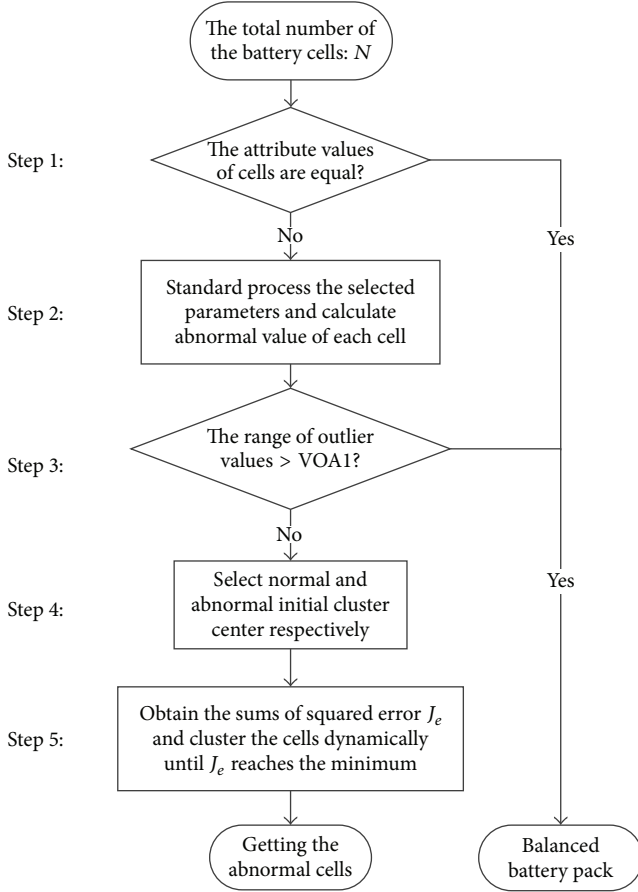 The total number of
the battery cells: N
Step 1:
The attribute values
of cells are equal?
No
Yes
Step 2:
Standard process the selected
parameters and calculate
abnormal value of each cell
Step 3:
The range of outlier
values > VOA1?
No
Yes
Step 4:
Select normal and
abnormal initial cluster
center respectively
Step 5:
Obtain the sums of squared error Je
and cluster the cells dynamically
until Je reaches the minimum
Getting the
abnormal cells
Balanced
battery pack